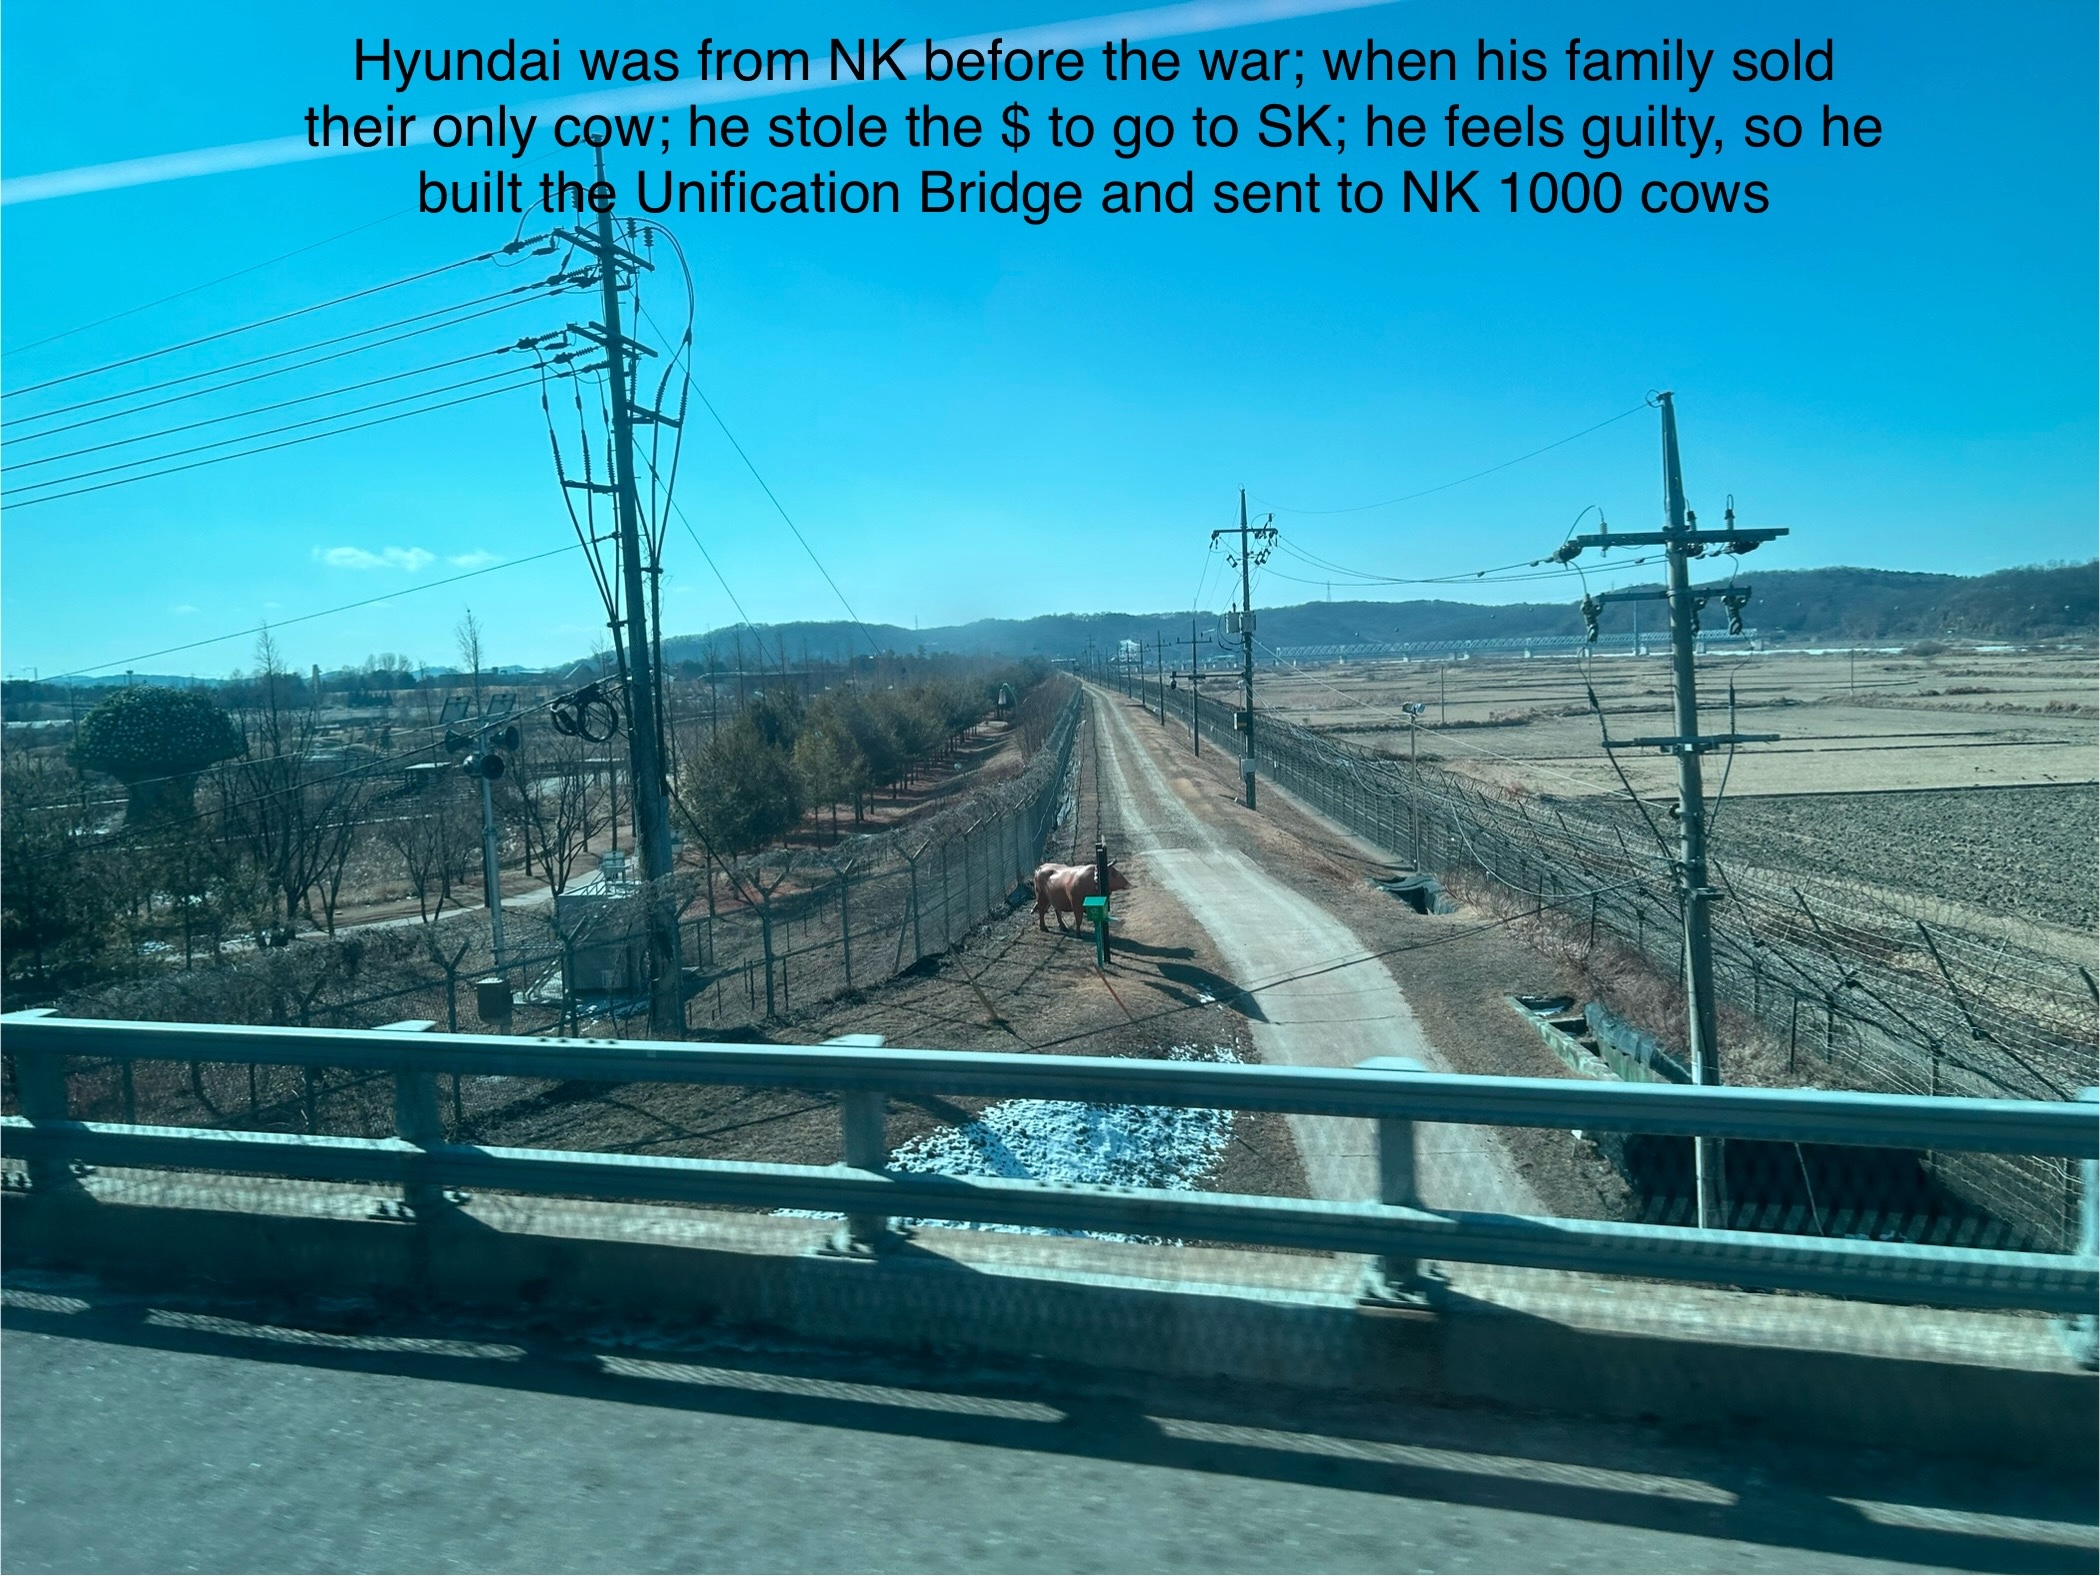 Hyundai was from NK before the war; when his family sold
their only cow; he stole the $ to go to SK; he feels guilty, so he
built the Unification Bridge and sent to NK 1000 cows